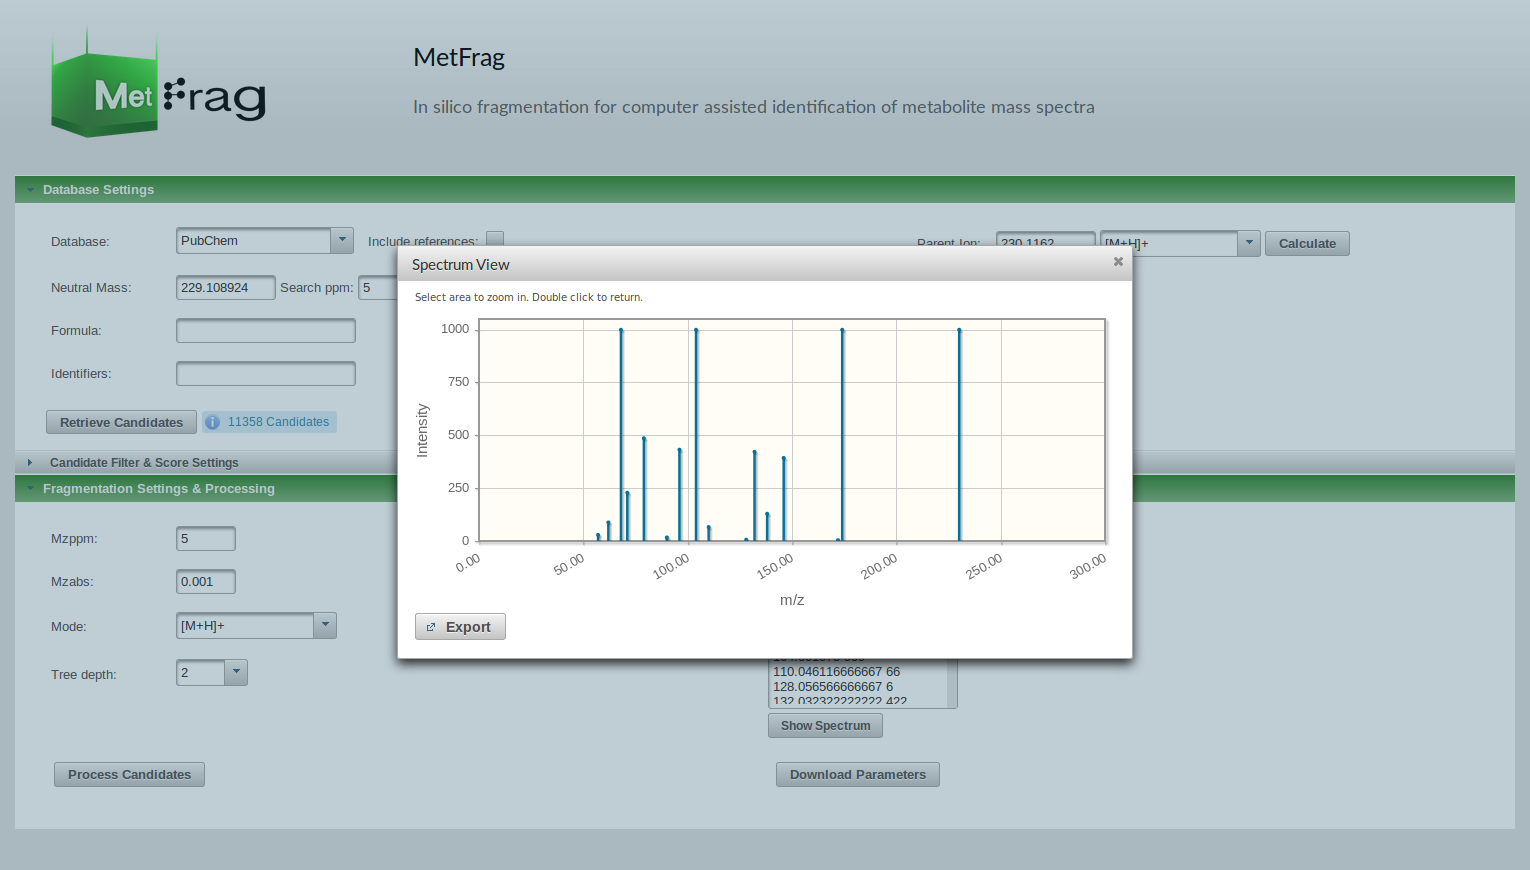 Met Frag
MetFrag
In silico fragmentation for computer assisted identification of metabolite mass spectra
Database Settings
Database: PubChem Include references: Parent Ion: 230.1162 [M+H]+ Calculate
Neutral Mass: 229.108924 Search ppm: 5
Formula:
Identifiers:
Retrieve Candidates 11358 Candidates
Candidate Filter & Score Settings
Fragmentation Settings & Processing
Mzppm: 5
Mzabs: 0.001
Mode: [M+H]+
Tree depth: 2
Process Candidates
Spectrum View
Select area to zoom in. Double click to return.
Intensity
1000
750
500
250
0
0.00 50.00 100.00 150.00 200.00 250.00 300.00
m/z
Export
110.046116666667 66
128.056566666667 6
132.032322222222 422
Show Spectrum
Download Parameters